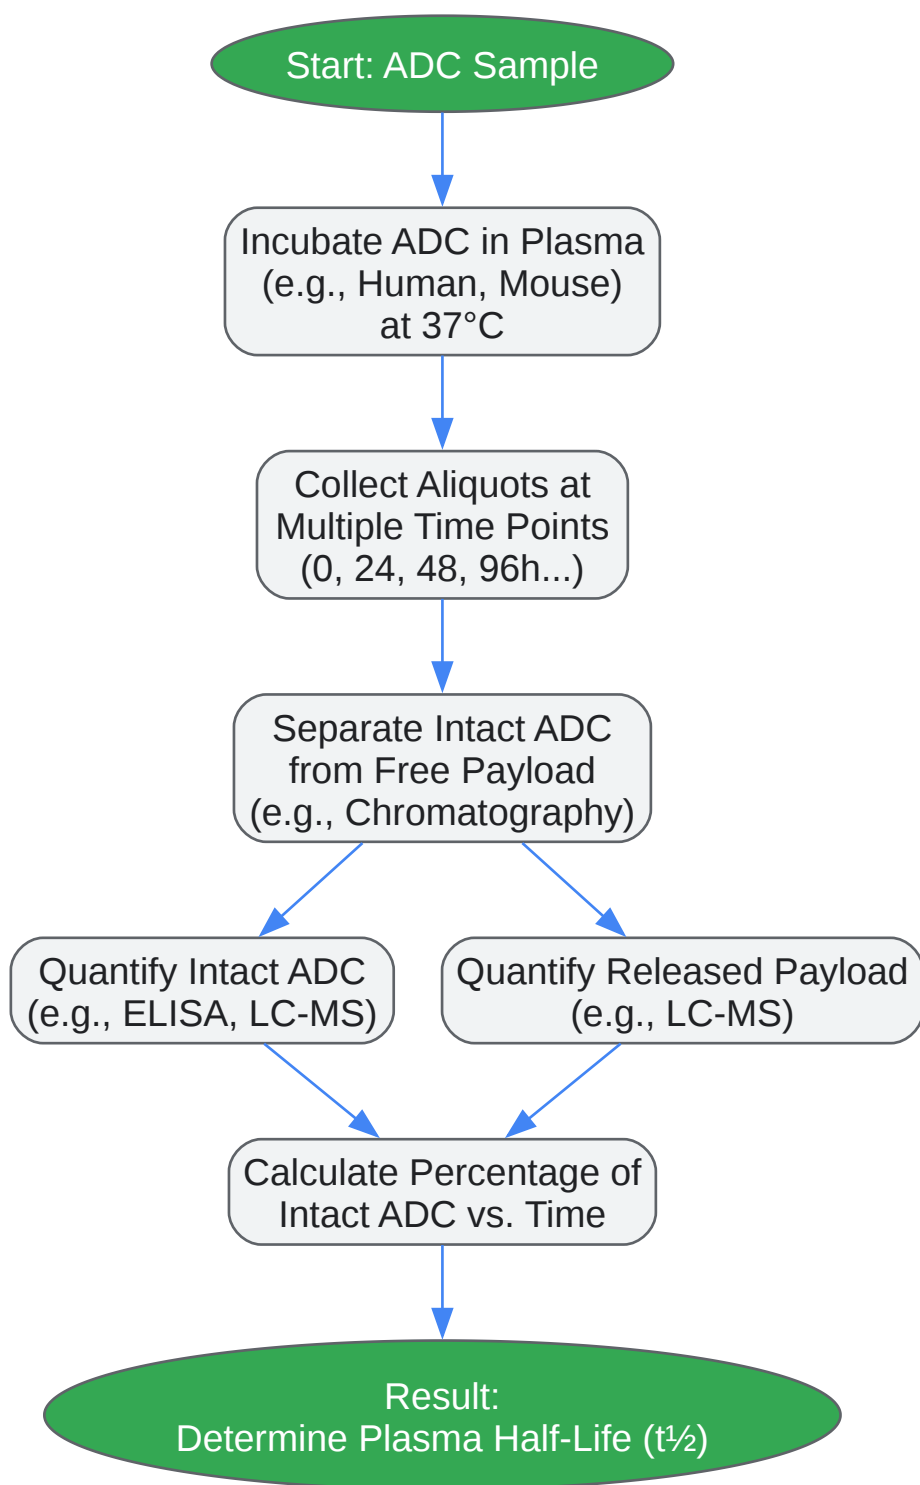 Start: ADC Sample
Incubate ADC in Plasma
(e.g., Human, Mouse)
at 37°C
Collect Aliquots at
Multiple Time Points
(0, 24, 48, 96h...)
Separate Intact ADC
from Free Payload
(e.g., Chromatography)
Quantify Intact ADC
(e.g., ELISA, LC-MS)
Quantify Released Payload
(e.g., LC-MS)
Calculate Percentage of
Intact ADC vs. Time
Result:
Determine Plasma Half-Life (t½)